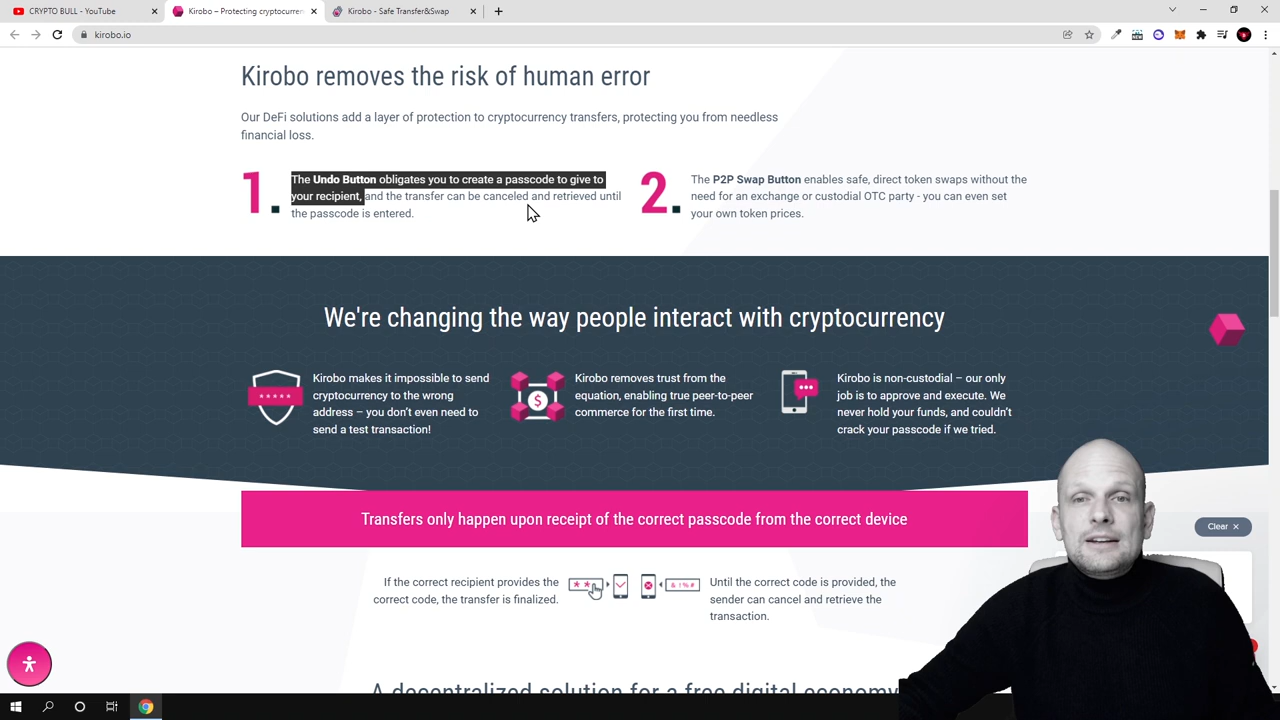 CRYPTO BULL - YouTube
Kirobo – Protecting cryptocurren
Kirobo - Safe Transfer&Swap
kirobo.io
Kirobo removes the risk of human error
Our DeFi solutions add a layer of protection to cryptocurrency transfers, protecting you from needless
financial loss.
1.
The Undo Button obligates you to create a passcode to give to
your recipient, and the transfer can be canceled and retrieved until
the passcode is entered.
2.
The P2P Swap Button enables safe, direct token swaps without the
need for an exchange or custodial OTC party - you can even set
your own token prices.
We're changing the way people interact with cryptocurrency
Kirobo makes it impossible to send
cryptocurrency to the wrong
address – you don’t even need to
send a test transaction!
Kirobo removes trust from the
equation, enabling true peer-to-peer
commerce for the first time.
Kirobo is non-custodial – our only
job is to approve and execute. We
never hold your funds, and couldn’t
crack your passcode if we tried.
Transfers only happen upon receipt of the correct passcode from the correct device
If the correct recipient provides the
correct code, the transfer is finalized.
Until the correct code is provided, the
sender can cancel and retrieve the
transaction.
Clear ×
A decentralized solution for a free digital economy